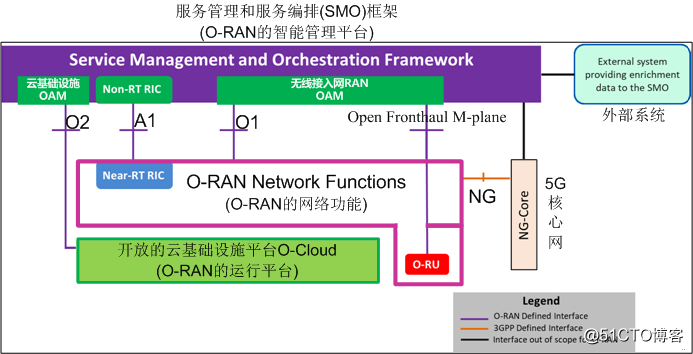 服务管理和服务编排(SMO)框架
(O-RAN的智能管理平台)
Service Management and Orchestration Framework
云基础设施
OAM
Non-RT RIC
无线接入网RAN
OAM
External system
providing enrichment
data to the SMO
外部系统
O2
A1
O1
Open Fronthaul M-plane
Near-RT RIC
O-RAN Network Functions
(O-RAN的网络功能)
NG
NG-Core
5G
核
心
网
开放的云基础设施平台O-Cloud
(O-RAN的运行平台)
O-RU
Legend
O-RAN Defined Interface
3GPP Defined Interface
Interface out of scope for
@51CTO博客